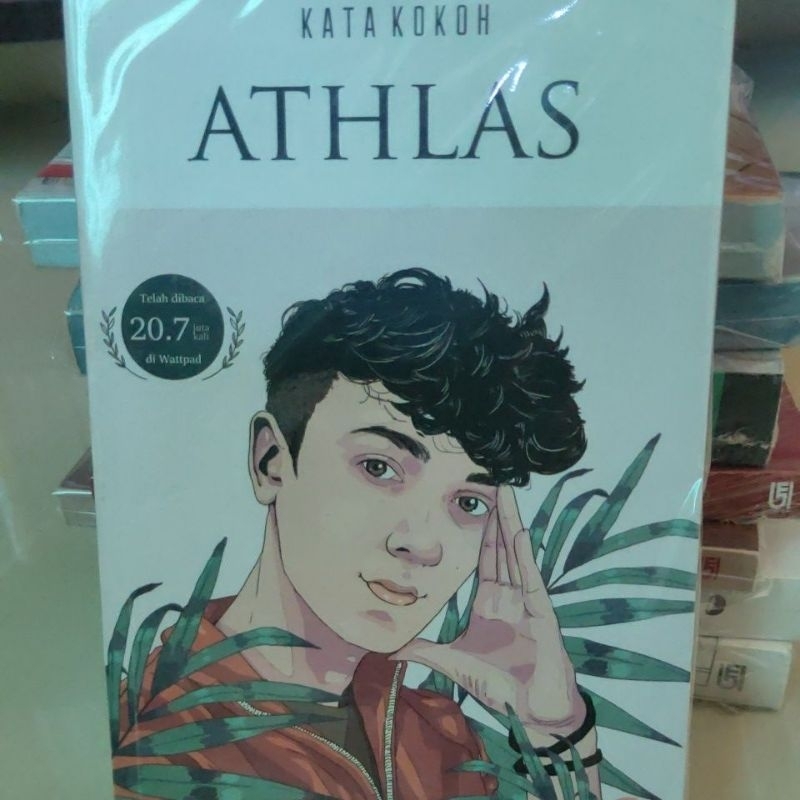 KATA KOKOH
ATHLAS
Telah dibaca
20.7 juta kali
di Wattpad